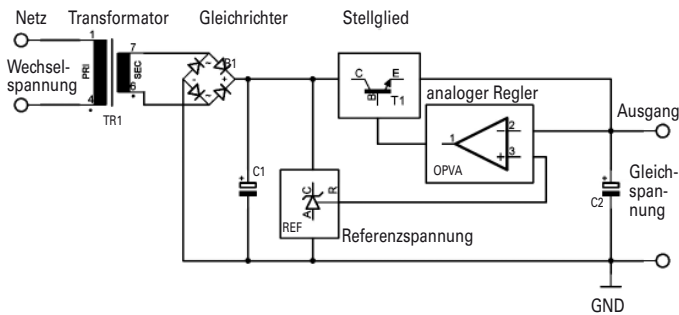 Netz Transformator Gleichrichter Stellglied
1 7 B1 C E
Wechsel-
spannung
PRI SEC ~ - + ~ B T1
4 6
TR1
analoger Regler
1 2
+ 3
OPVA
Ausgang
C1
C R
A
REF
Referenzspannung
+
C2
Gleich-
span-
nung
GND